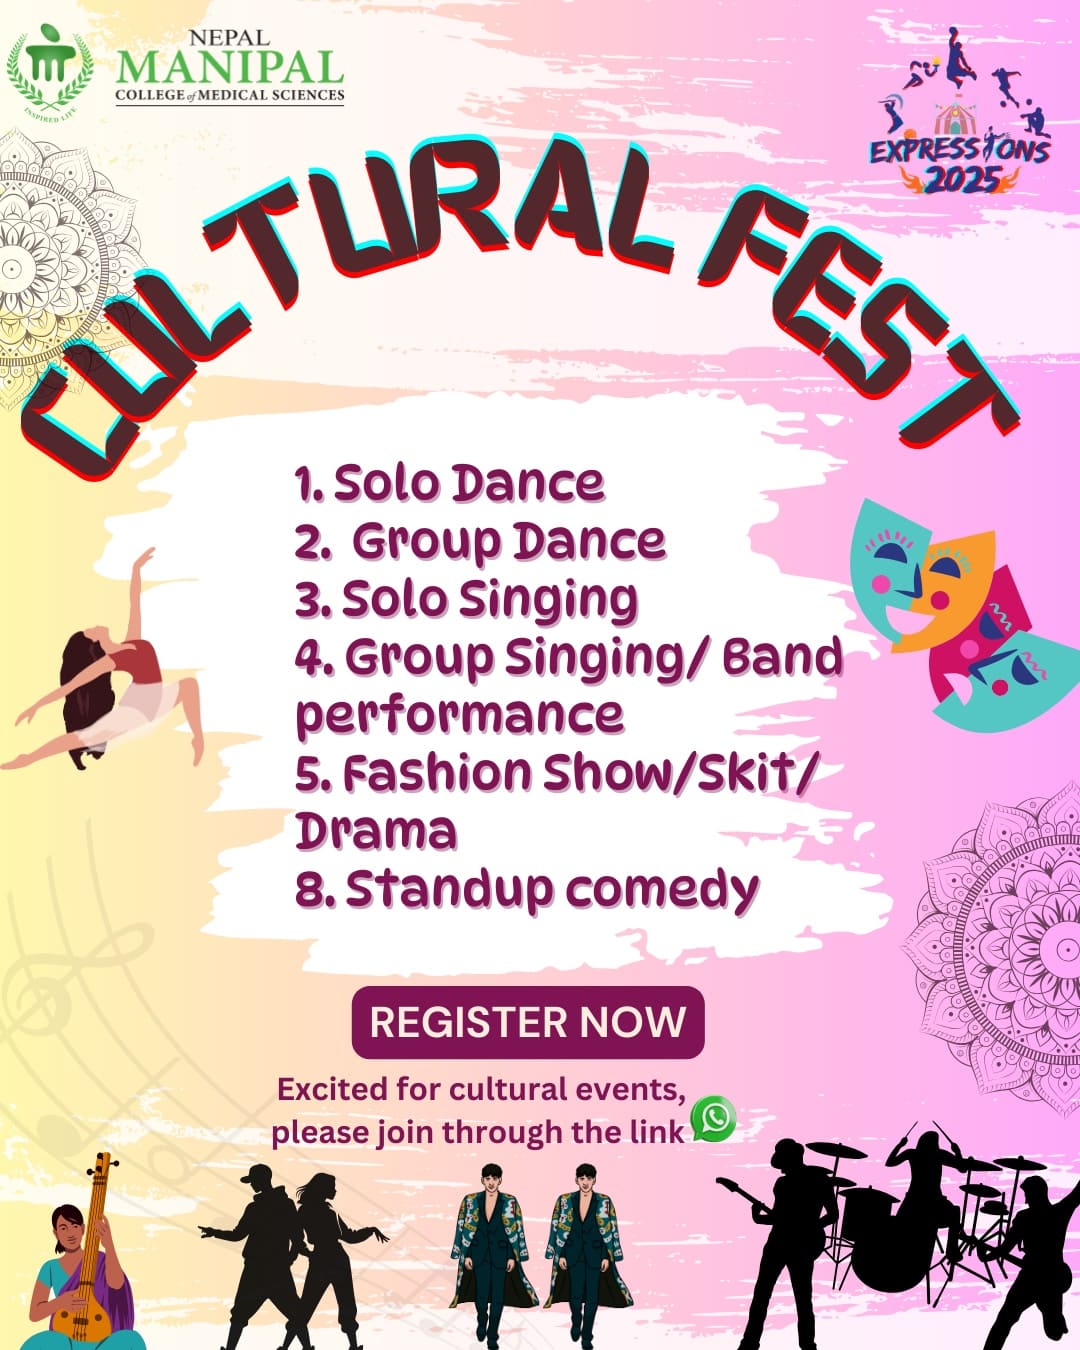 NEPAL
MANIPAL
COLLEGE of MEDICAL SCIENCES
INSPIRED LIFE
EXPRESSIONS
2025
CULTURAL FEST
1. Solo Dance
2. Group Dance
3. Solo Singing
4. Group Singing/ Band
performance
5. Fashion Show/Skit/
Drama
8. Standup comedy
REGISTER NOW
Excited for cultural events,
please join through the link